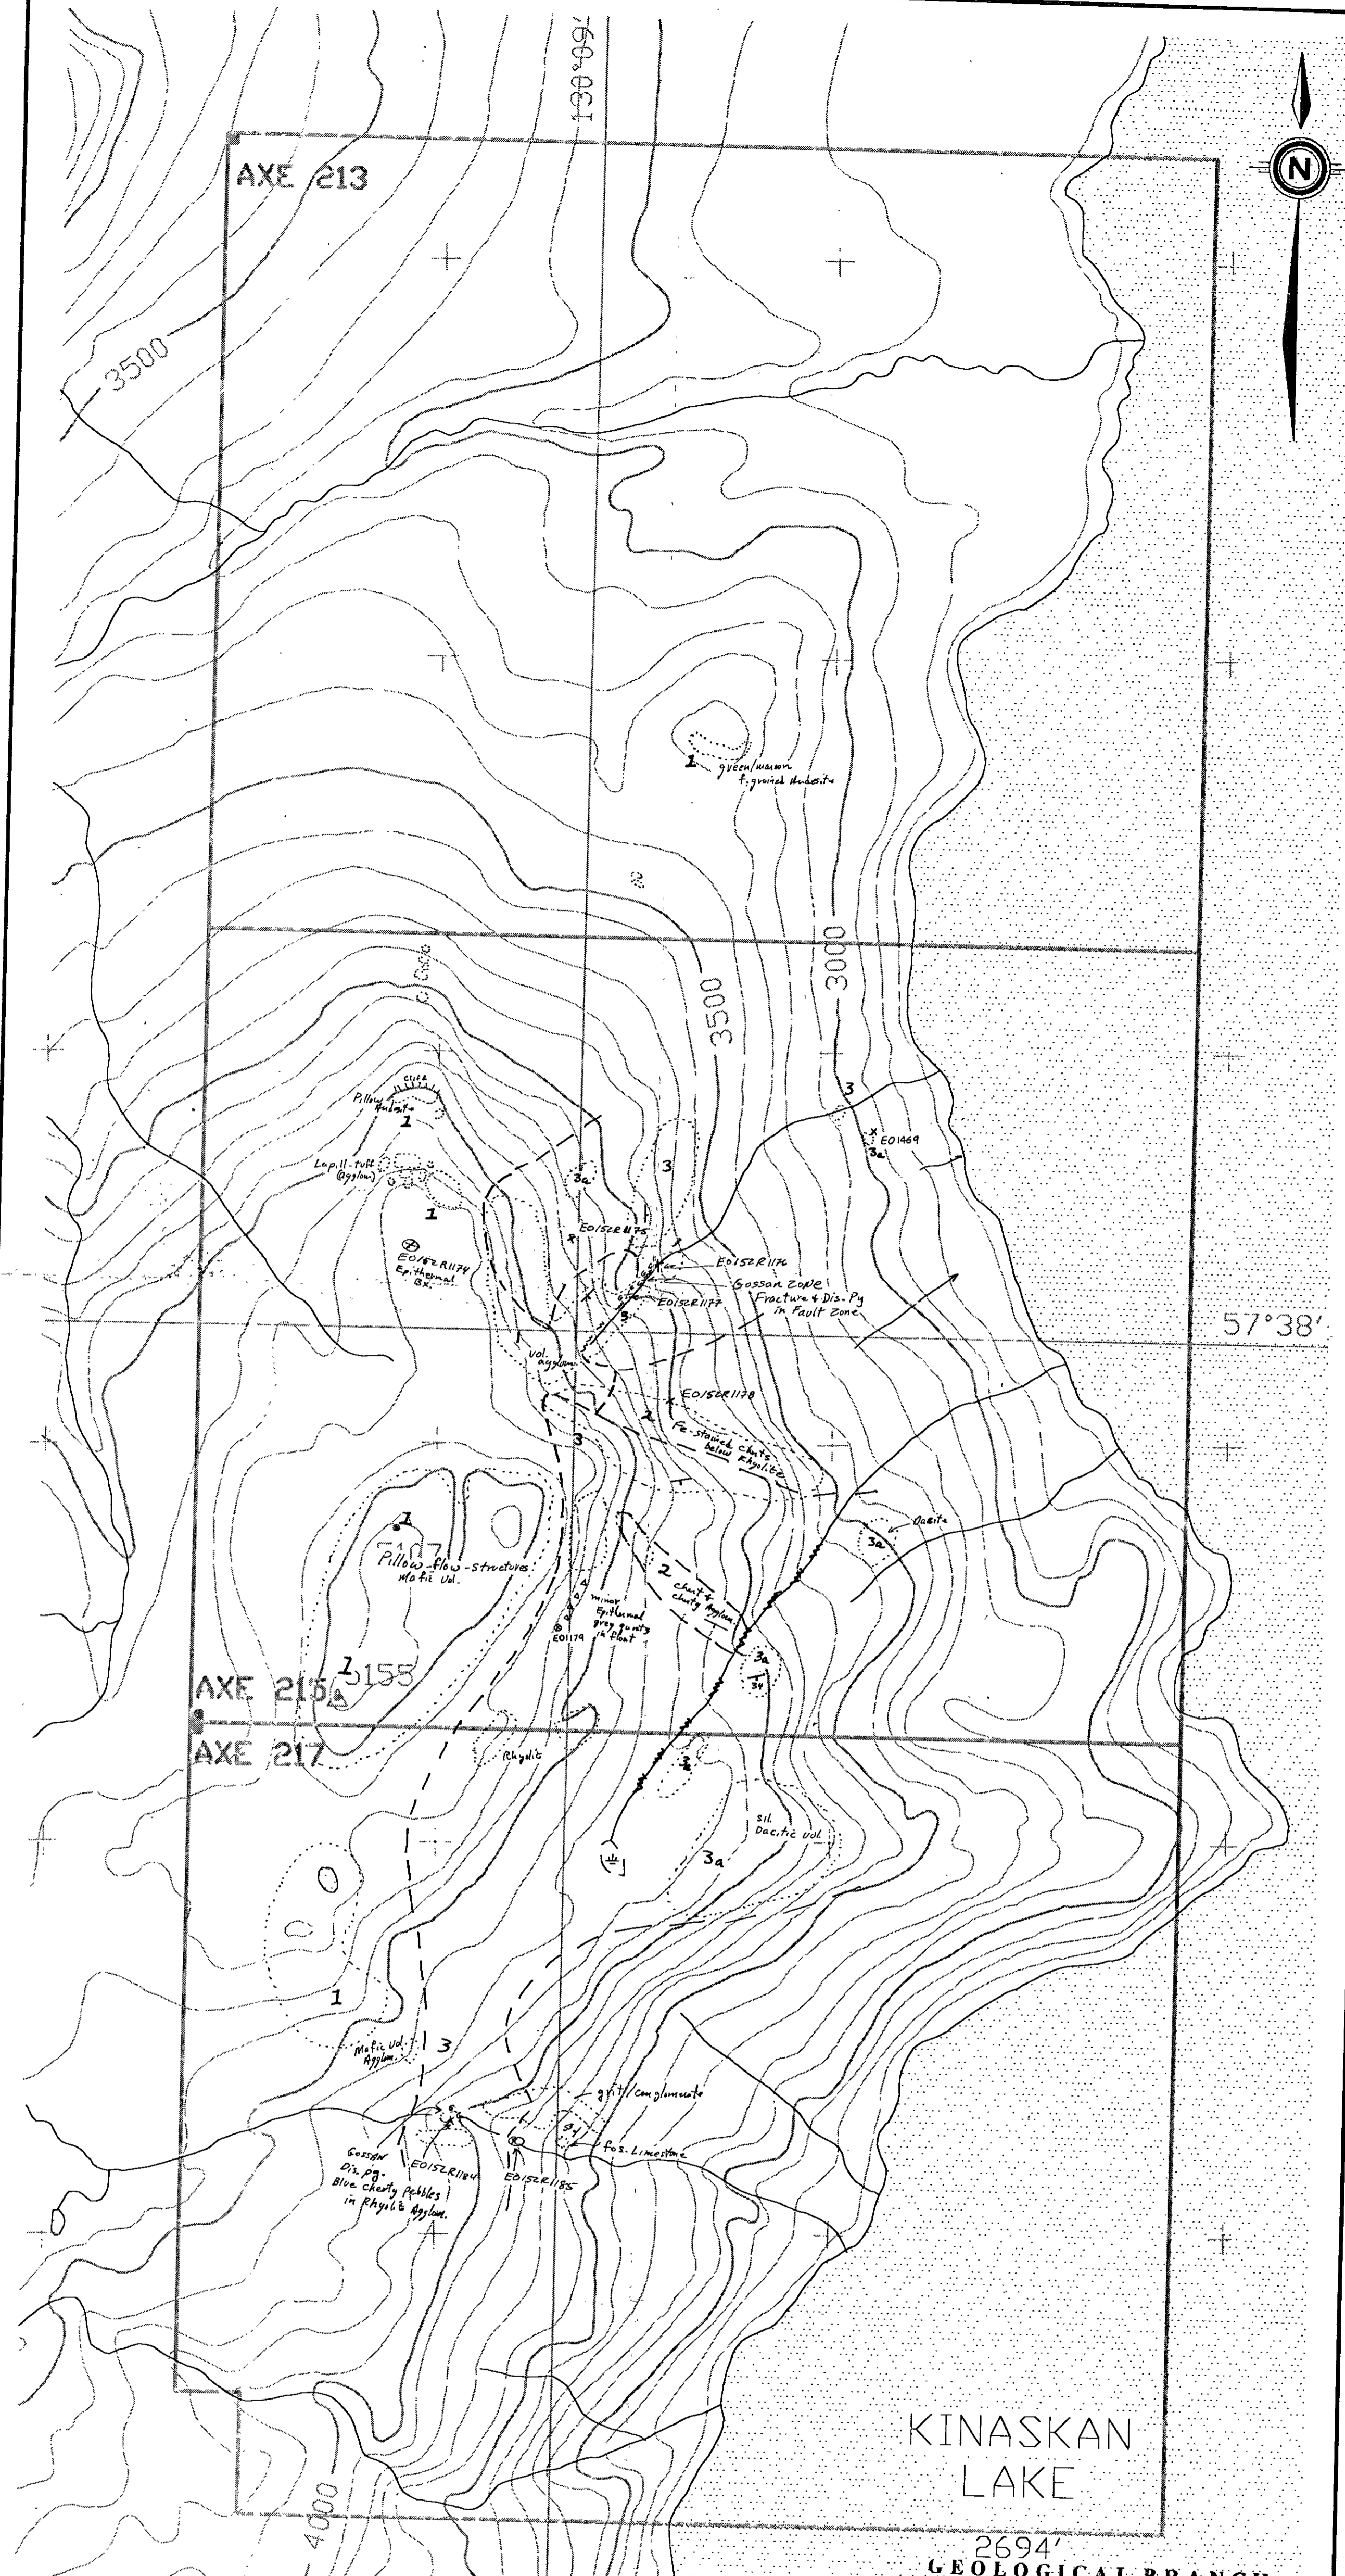 130°09'
N
AXE 213
3500
1
green/maroon
f. grained Andesite
3500
3000
Cliff
Pillow
Andesite
1
3
E01469
3a
Lapilli-tuff
(agglom)
3a
3
1
E0152R1175
E0152R1174
Epithermal
Bx.
E0152R1176
Gossan Zone
Fracture & Dis. Py
in Fault Zone
E0152R1177
3
57°38'
Vol.
agglom.
E0152R1178
2
Fe-stained cherts
below Rhyolite
3
1
Pillow-flow-structures
Mafic Vol.
Dacite
3a
2
chert &
cherty Agglom.
minor
Epithermal
grey quartz
in float
E01179
3a
1
5155
AXE 215
AXE 217
Rhyolite
3a
Sil.
Dacitic Vol.
3a
1
Mafic Vol.
Agglom.
3
grit/conglomerate
fos. Limestone
Gossan
Dis. py.
Blue Cherty Pebbles
in Rhyolite Agglom.
E0152R1184
E0152R1185
4000
KINASKAN
LAKE
2694'
GEOLOGICAL BRANCH